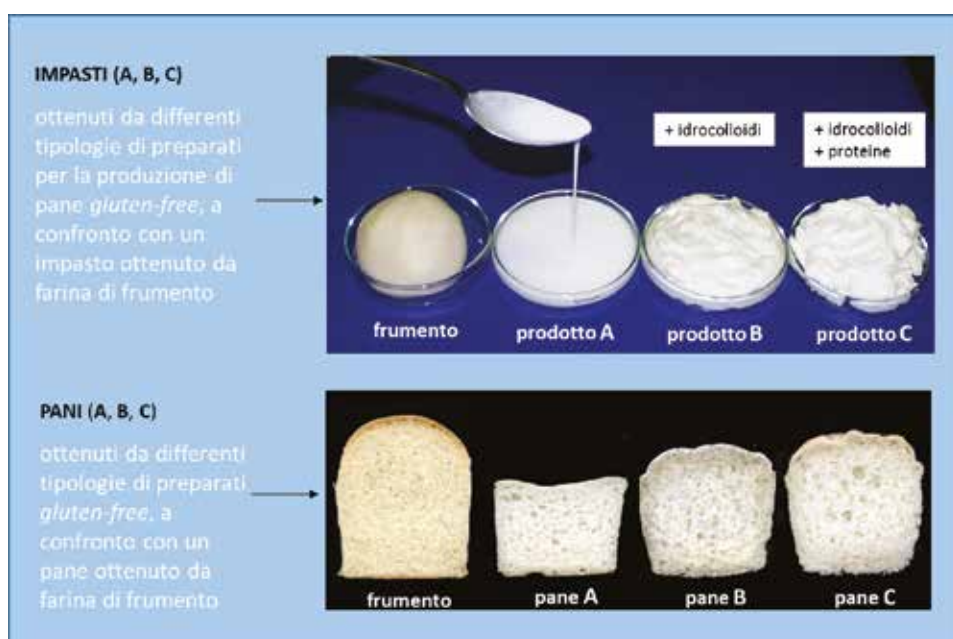 IMPASTI (A, B, C)
ottenuti da differenti
tipologie di preparati
per la produzione di
pane gluten-free, a
confronto con un
impasto ottenuto da
farina di frumento
+ idrocolloidi
+ idrocolloidi
+ proteine
frumento
prodotto A
prodotto B
prodotto C
PANI (A, B, C)
ottenuti da differenti
tipologie di preparati
gluten-free, a
confronto con un
pane ottenuto da
farina di frumento
frumento
pane A
pane B
pane C